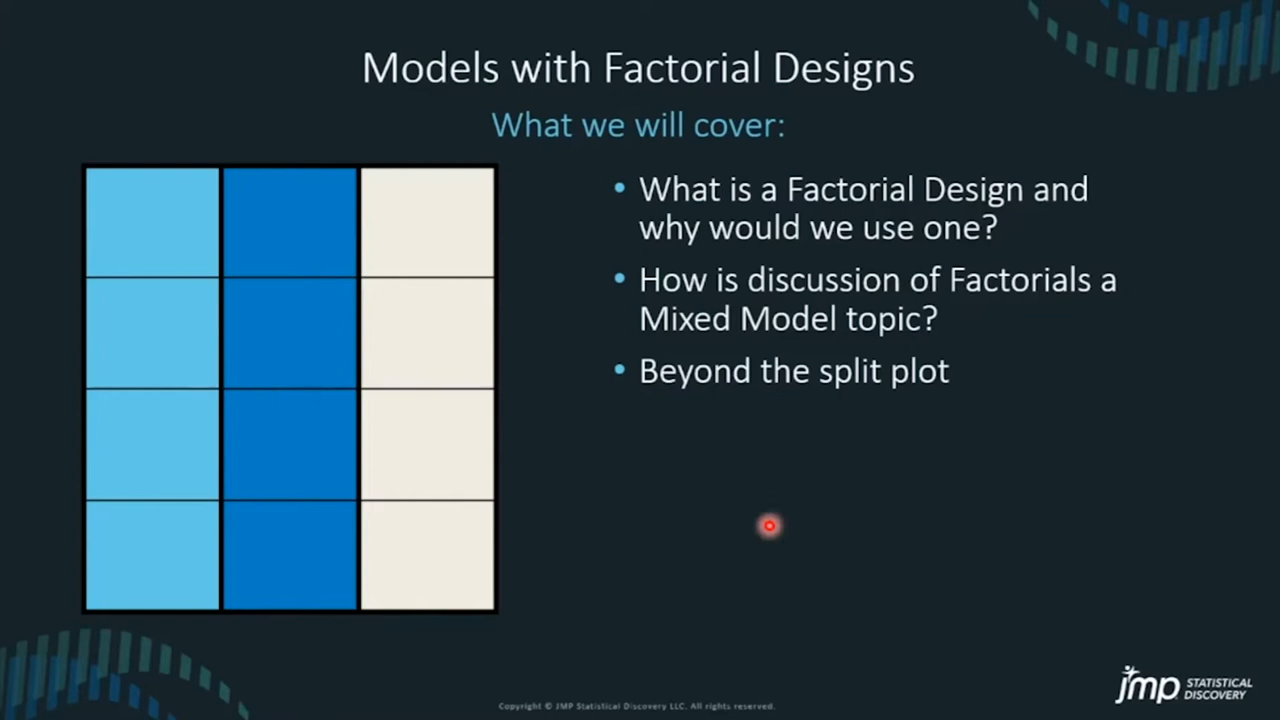 Models with Factorial Designs
What we will cover:
• What is a Factorial Design and
why would we use one?
• How is discussion of Factorials a
Mixed Model topic?
• Beyond the split plot
jmp STATISTICAL
DISCOVERY
Copyright © JMP Statistical Discovery LLC. All rights reserved.